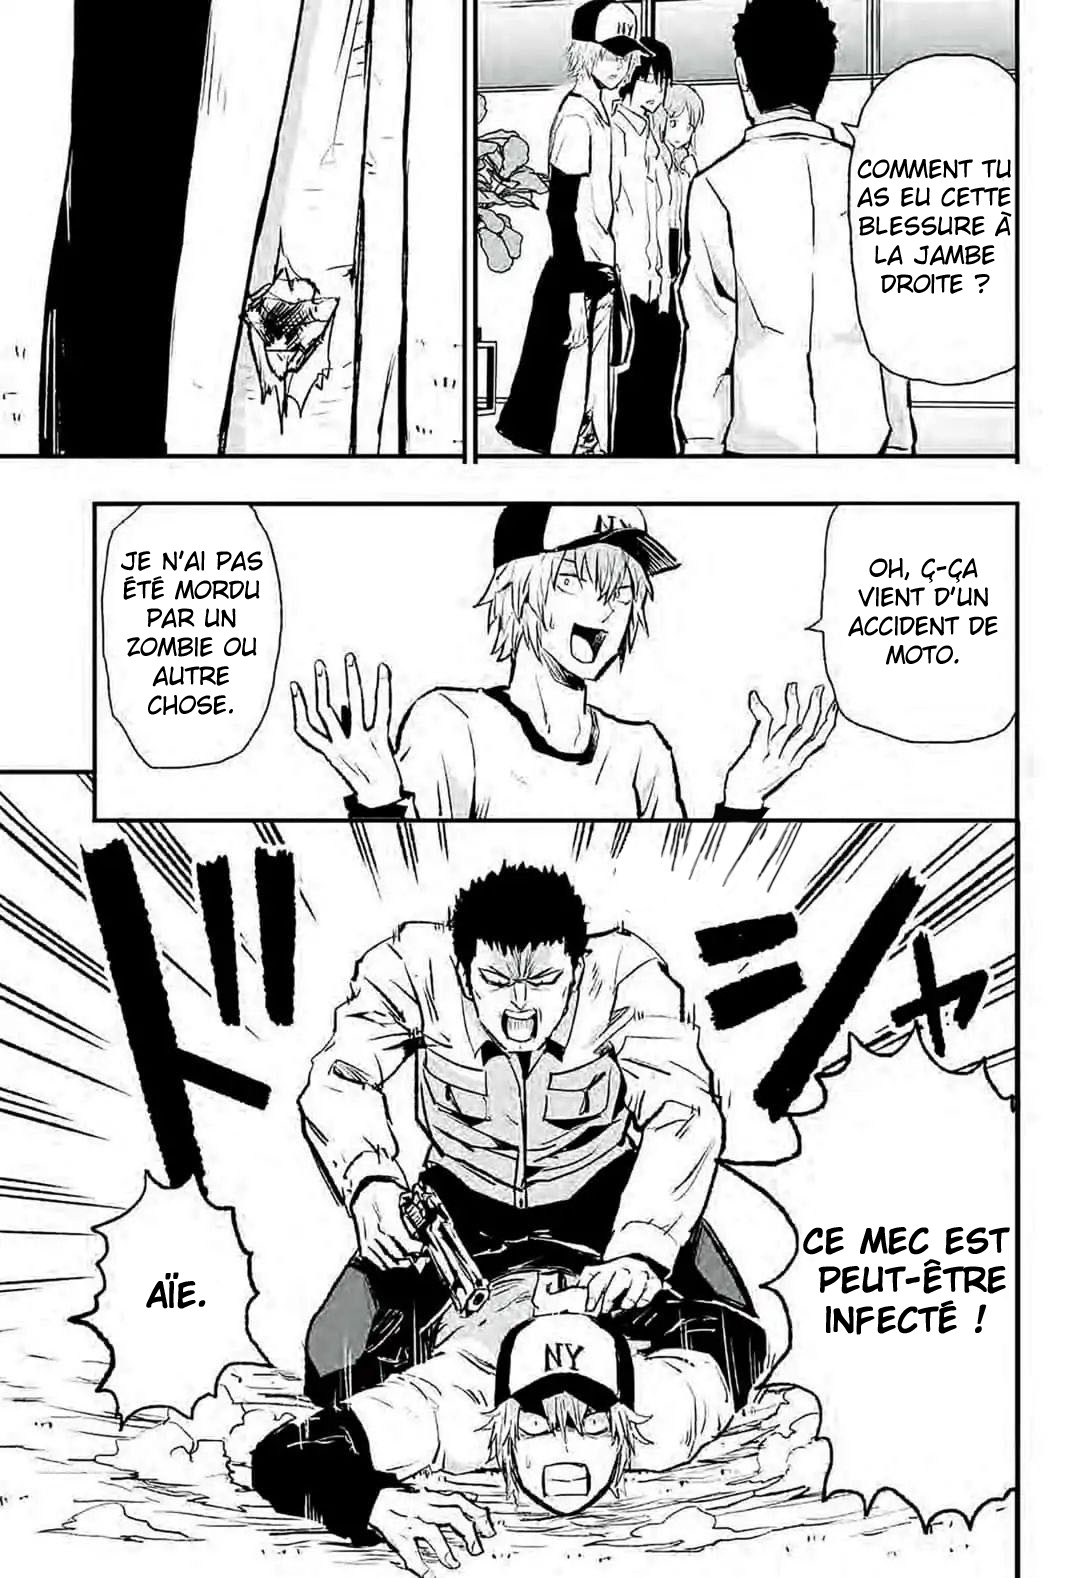 NY
COMMENT TU
AS EU CETTE
BLESSURE À
LA JAMBE
DROITE ?
OH, Ç-ÇA
VIENT D'UN
ACCIDENT DE
MOTO.
NY
JE N'AI PAS
ÉTÉ MORDU
PAR UN
ZOMBIE OU
AUTRE
CHOSE.
ドシャ
CE MEC EST
PEUT-ÊTRE
INFECTÉ !
AÏE.
NY